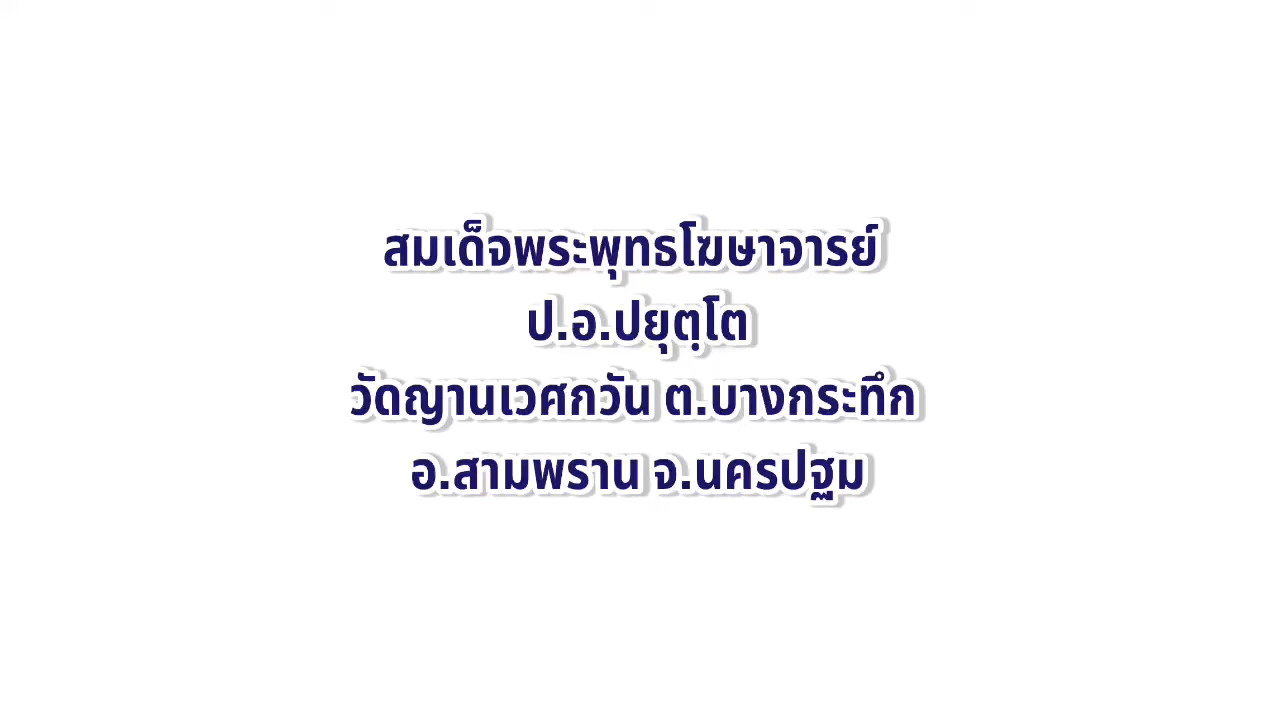 สมเด็จพระพุทธโฆษาจารย์
ป.อ.ปยุตฺโต
วัดญานเวศกวัน ต.บางกระทึก
อ.สามพราน จ.นครปฐม